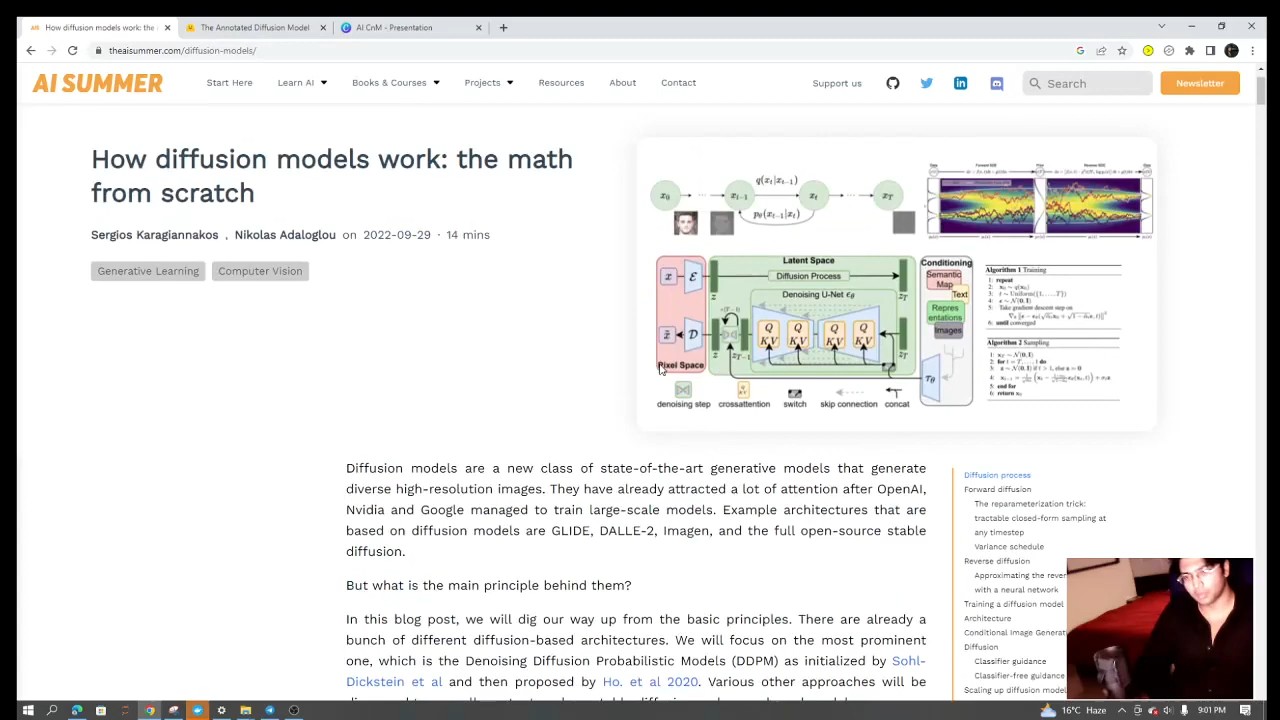 How diffusion models work: the
The Annotated Diffusion Model
AI CnM - Presentation
theaisummer.com/diffusion-models/
AI SUMMER
Start Here
Learn AI
Books & Courses
Projects
Resources
About
Contact
Support us
Search
Newsletter
How diffusion models work: the math
from scratch
Sergios Karagiannakos , Nikolas Adaloglou on 2022-09-29 · 14 mins
Generative Learning
Computer Vision
Latent Space
Conditioning
Diffusion Process
Denoising U-Net
Semantic
Map
Text
Repres
entations
Images
Pixel Space
denoising step
crossattention
switch
skip connection
concat
Algorithm 1 Training
1: repeat
6: until converged
Algorithm 2 Sampling
5: end for
Diffusion models are a new class of state-of-the-art generative models that generate
diverse high-resolution images. They have already attracted a lot of attention after OpenAI,
Nvidia and Google managed to train large-scale models. Example architectures that are
based on diffusion models are GLIDE, DALLE-2, Imagen, and the full open-source stable
diffusion.
But what is the main principle behind them?
In this blog post, we will dig our way up from the basic principles. There are already a
bunch of different diffusion-based architectures. We will focus on the most prominent
one, which is the Denoising Diffusion Probabilistic Models (DDPM) as initialized by Sohl-
Dickstein et al and then proposed by Ho. et al 2020. Various other approaches will be
Diffusion process
Forward diffusion
The reparameterization trick:
tractable closed-form sampling at
any timestep
Variance schedule
Reverse diffusion
Approximating the rever
with a neural network
Training a diffusion model
Architecture
Conditional Image Generat
Diffusion
Classifier guidance
Classifier-free guidance
Scaling up diffusion model
16°C Haze
9:01 PM